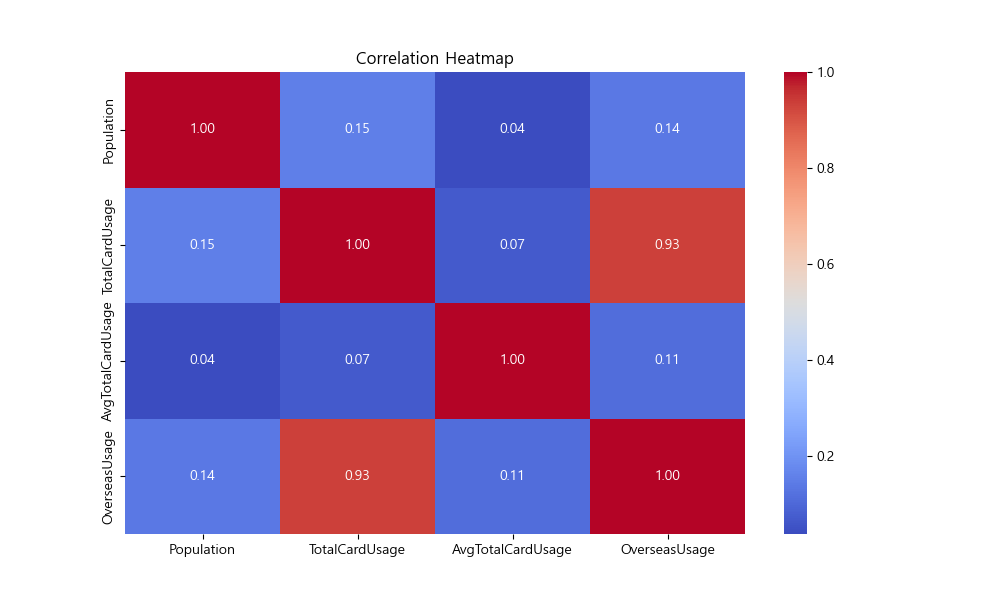 Correlation Heatmap
Population
1.00
0.15
0.04
0.14
TotalCardUsage
0.15
1.00
0.07
0.93
AvgTotalCardUsage
0.04
0.07
1.00
0.11
OverseasUsage
0.14
0.93
0.11
1.00
Population
TotalCardUsage
AvgTotalCardUsage
OverseasUsage
1.0
0.8
0.6
0.4
0.2